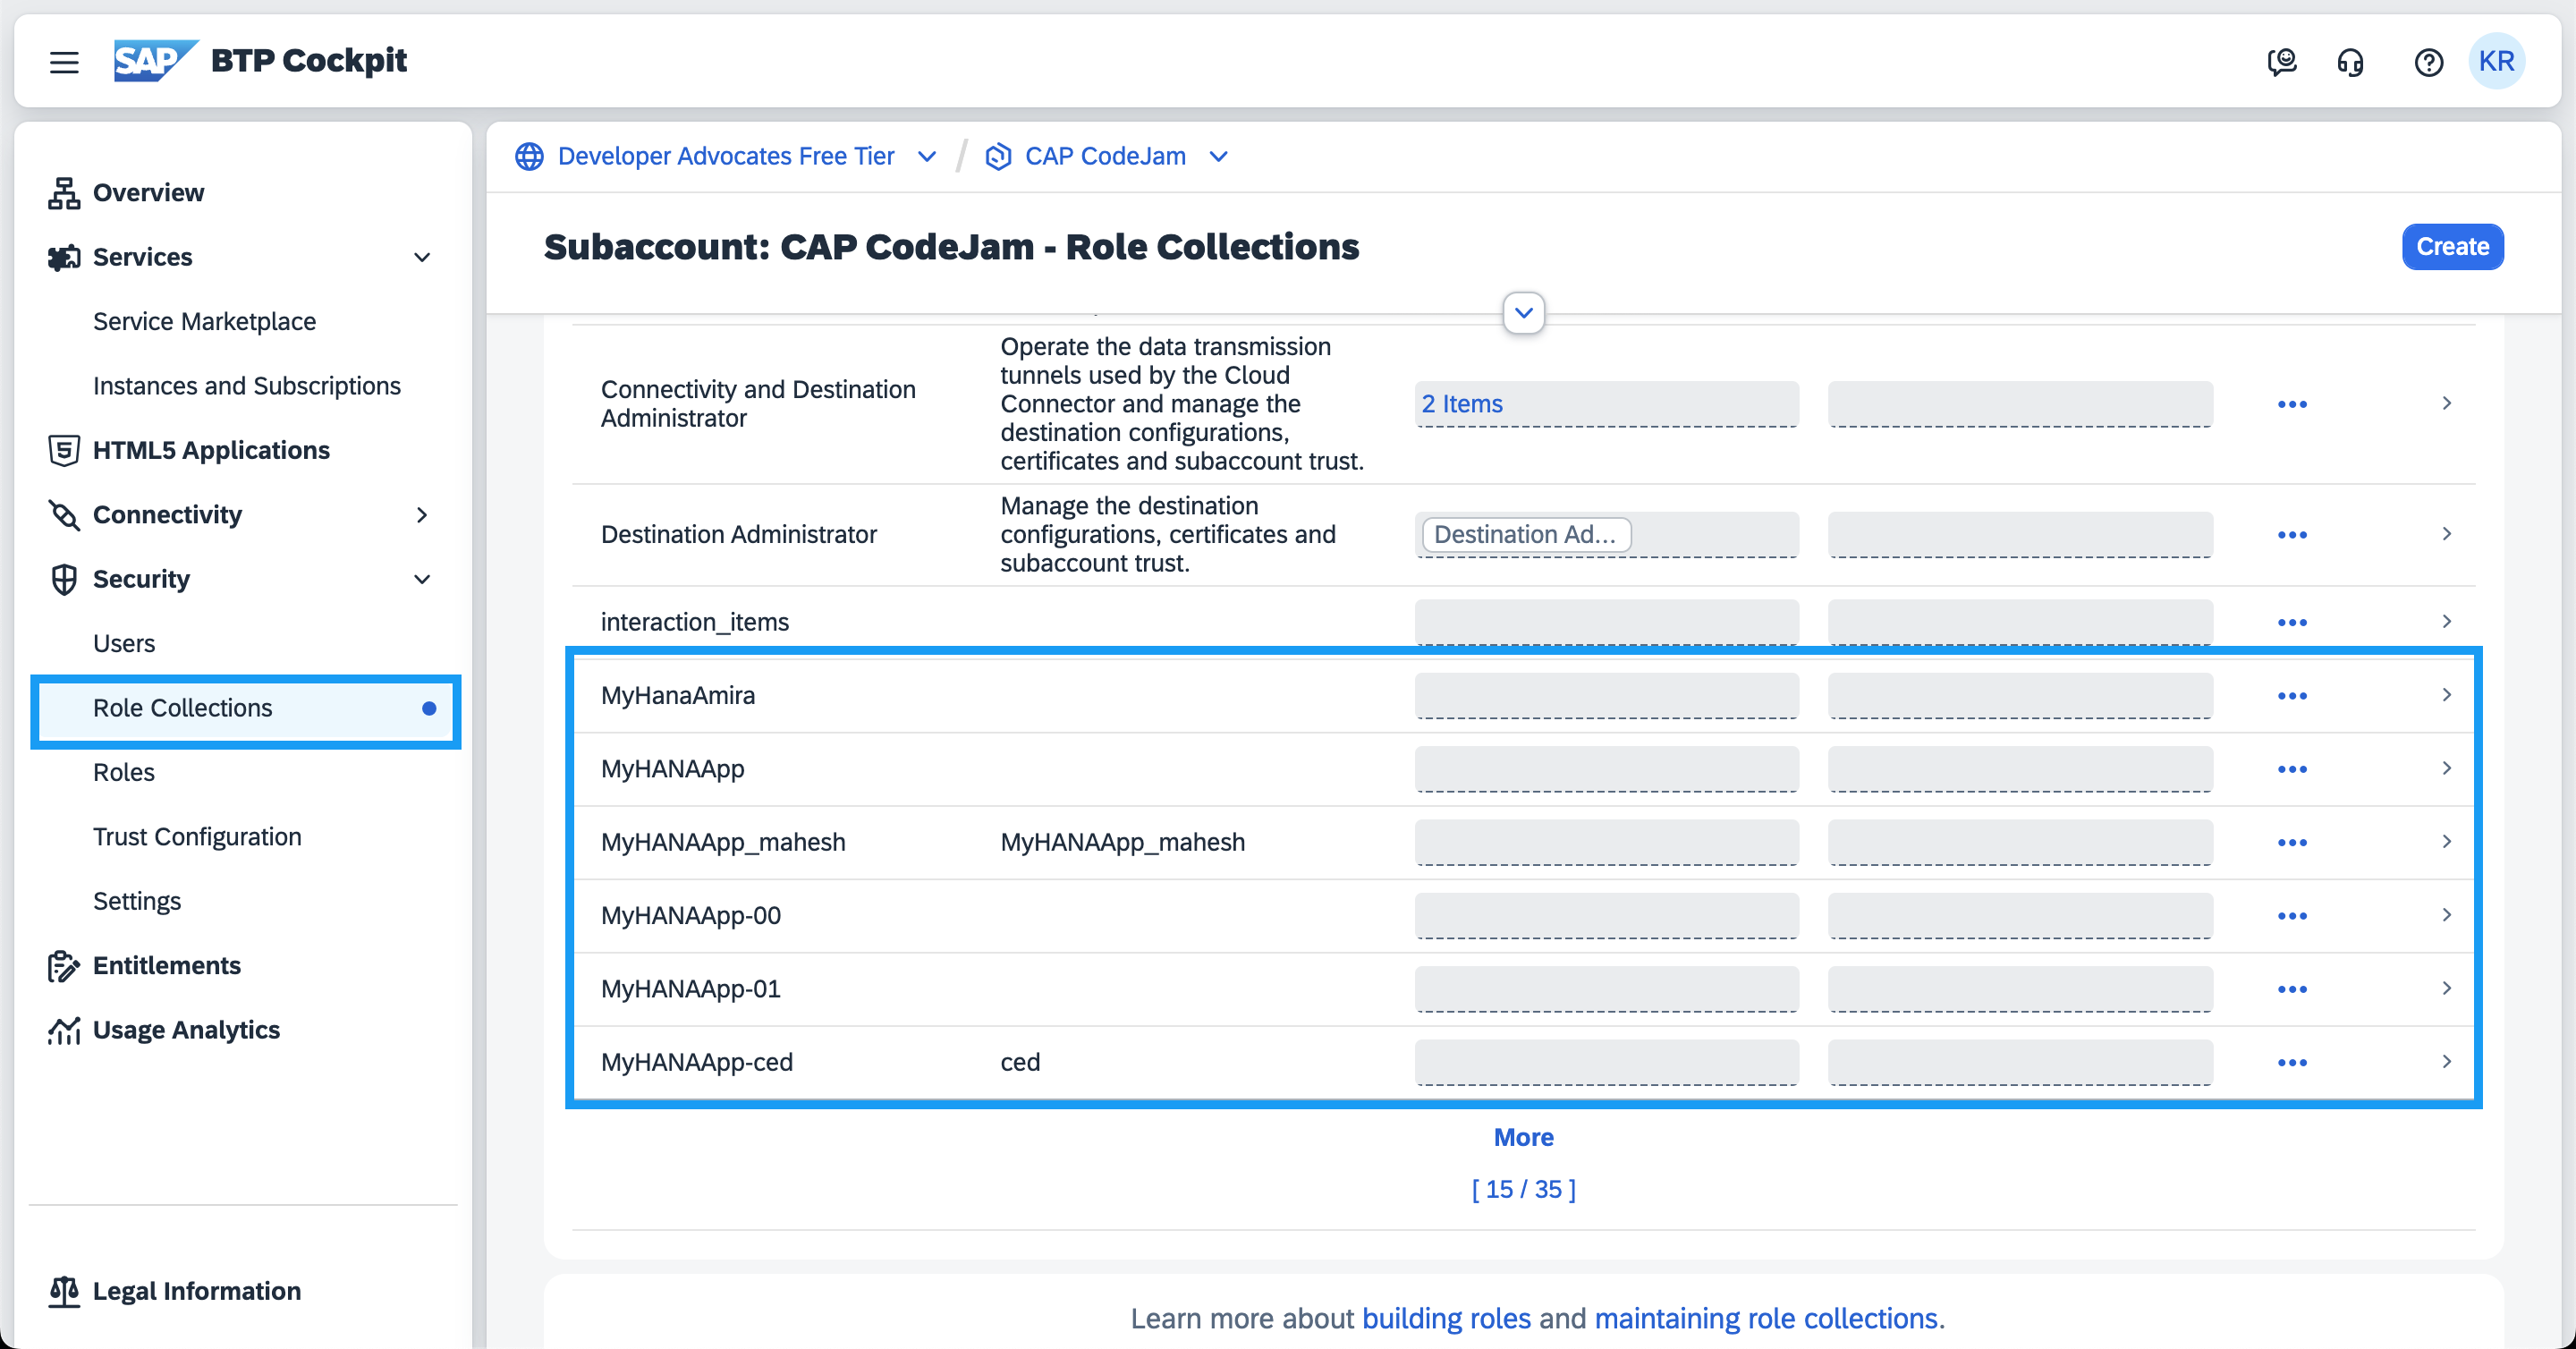 SAP BTP Cockpit
KR
Overview
Services
Service Marketplace
Instances and Subscriptions
HTML5 Applications
Connectivity
Security
Users
Role Collections
Roles
Trust Configuration
Settings
Entitlements
Usage Analytics
Legal Information
Developer Advocates Free Tier / CAP CodeJam
Subaccount: CAP CodeJam - Role Collections
Create
Connectivity and Destination
Administrator
Operate the data transmission
tunnels used by the Cloud
Connector and manage the
destination configurations,
certificates and subaccount trust.
2 Items
Destination Administrator
Manage the destination
configurations, certificates and
subaccount trust.
Destination Ad...
interaction_items
MyHanaAmira
MyHANAApp
MyHANAApp_mahesh MyHANAApp_mahesh
MyHANAApp-00
MyHANAApp-01
MyHANAApp-ced ced
More
[ 15 / 35 ]
Learn more about building roles and maintaining role collections.